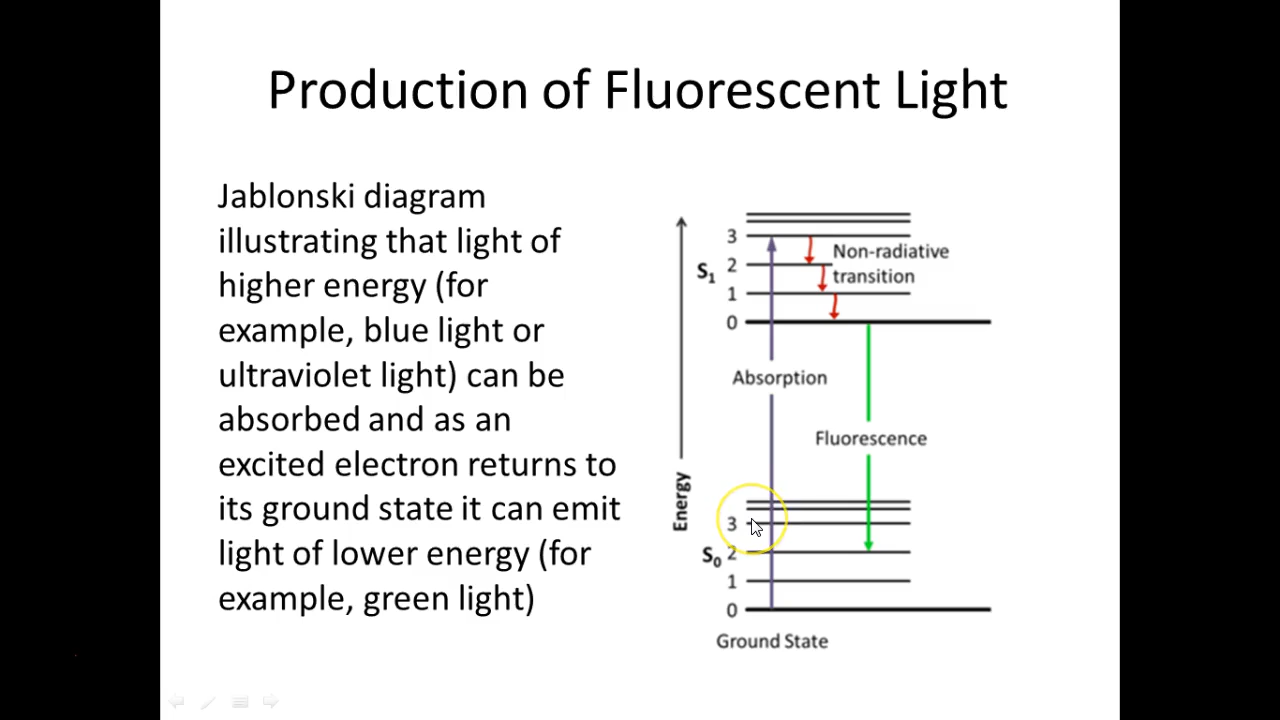 Production of Fluorescent Light
Jablonski diagram
illustrating that light of
higher energy (for
example, blue light or
ultraviolet light) can be
absorbed and as an
excited electron returns to
its ground state it can emit
light of lower energy (for
example, green light)
Energy
S1
3
2
1
0
Non-radiative
transition
Absorption
Fluorescence
S0
3
2
1
0
Ground State